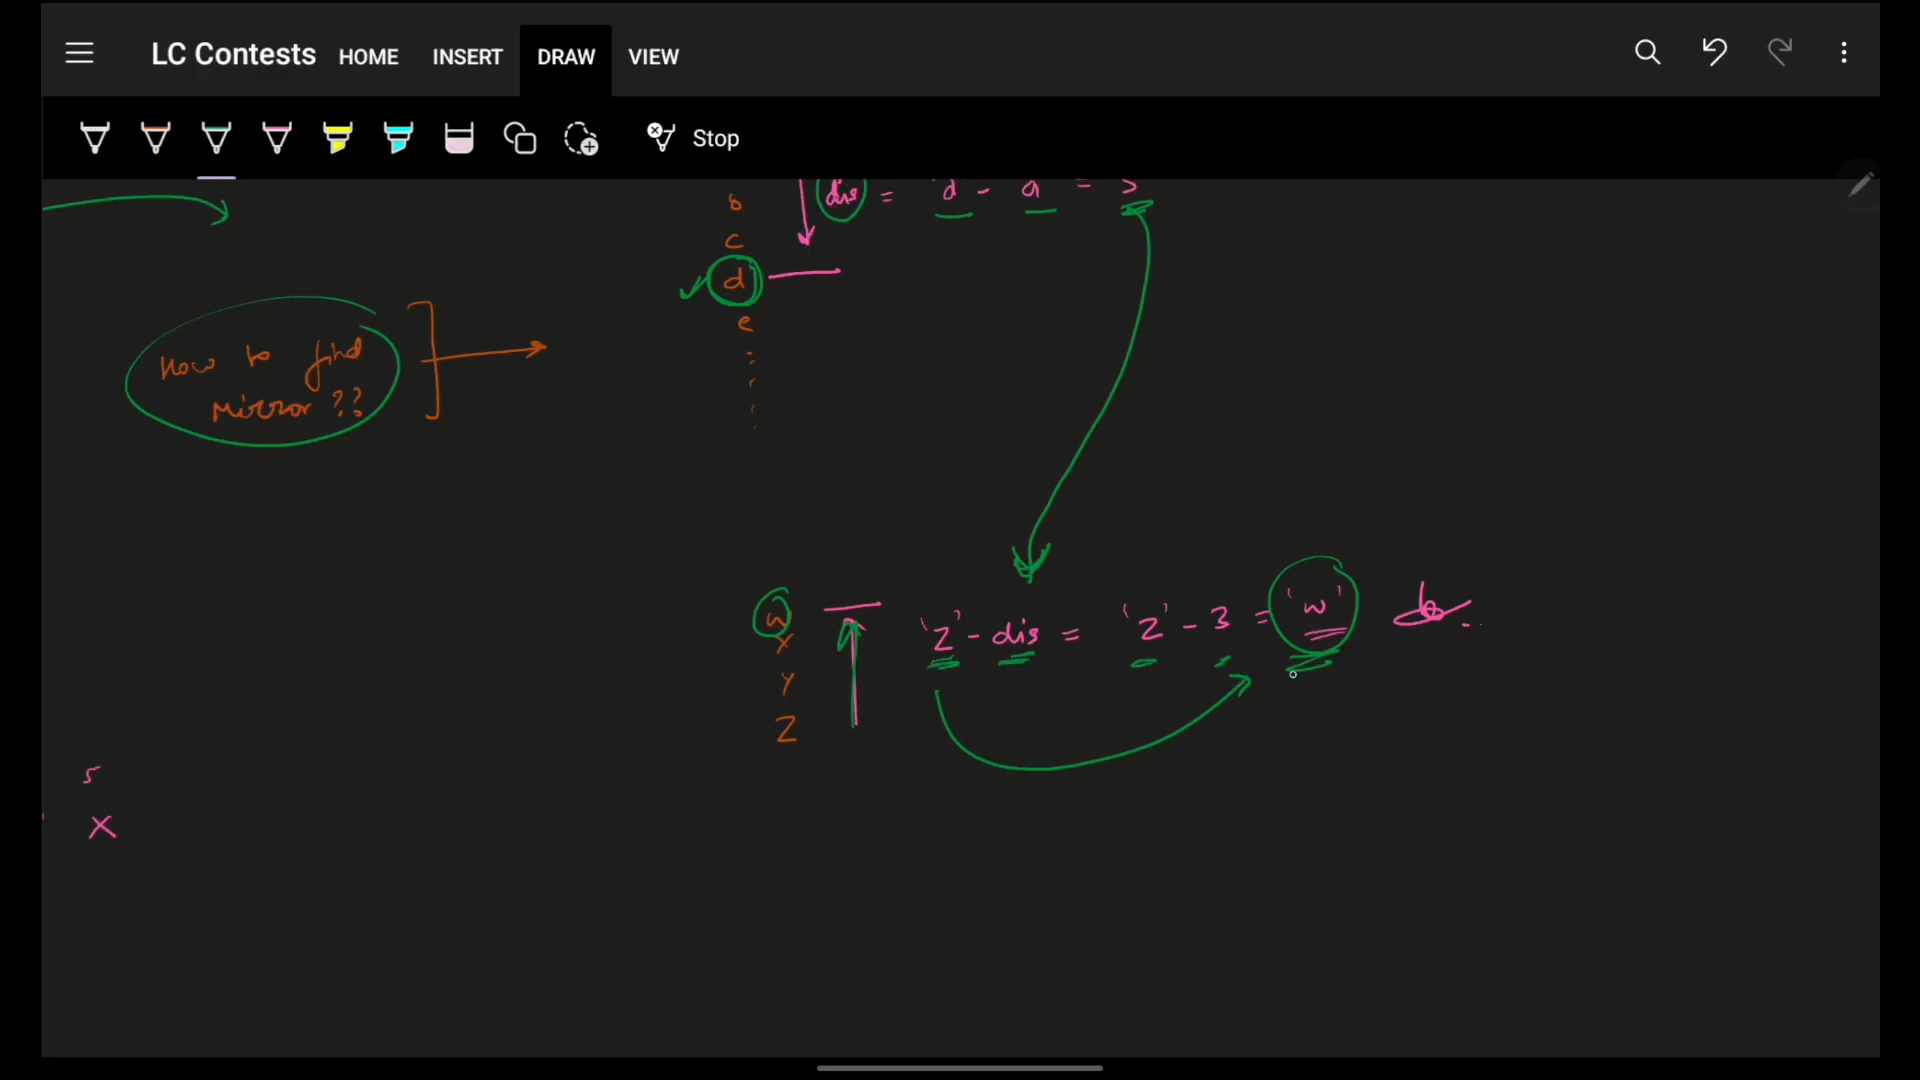 LC Contests HOME INSERT DRAW VIEW
Stop
b
dis = 'd' - a = 3
c
d
e
How to find
Mirror ??
w
x
y
z
'z' - dis = 'z' - 3 = 'w'
5
X